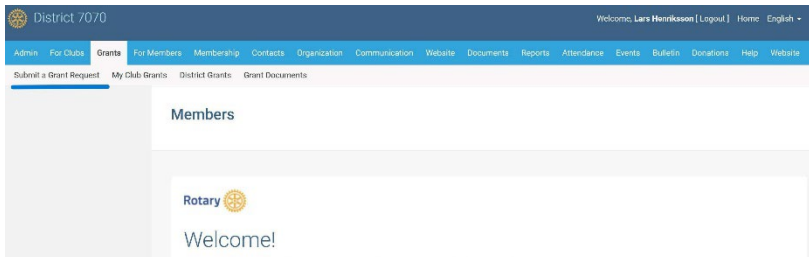 District 7070
Welcome, Lars Henriksson [ Logout ] Home English
Admin For Clubs Grants For Members Membership Contacts Organization Communication Website Documents Reports Attendance Events Bulletin Donations Help Website
Submit a Grant Request My Club Grants District Grants Grant Documents
Members
Rotary
Welcome!